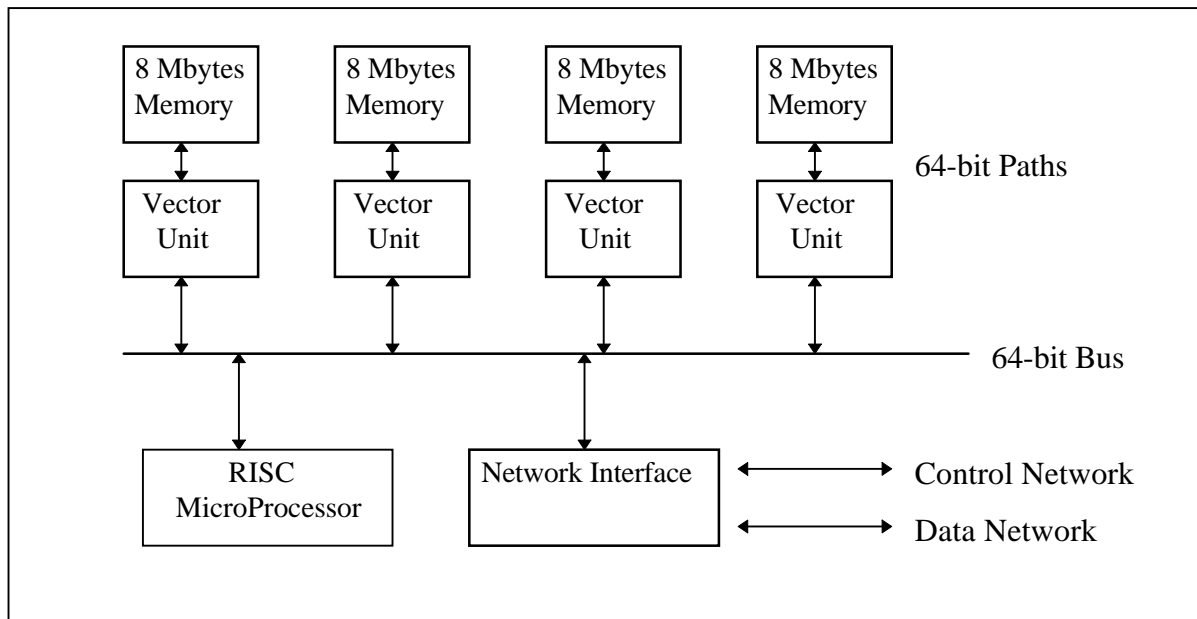 8 Mbytes
Memory
8 Mbytes
Memory
8 Mbytes
Memory
8 Mbytes
Memory
64-bit Paths
Vector
Unit
Vector
Unit
Vector
Unit
Vector
Unit
64-bit Bus
RISC
MicroProcessor
Network Interface
Control Network
Data Network